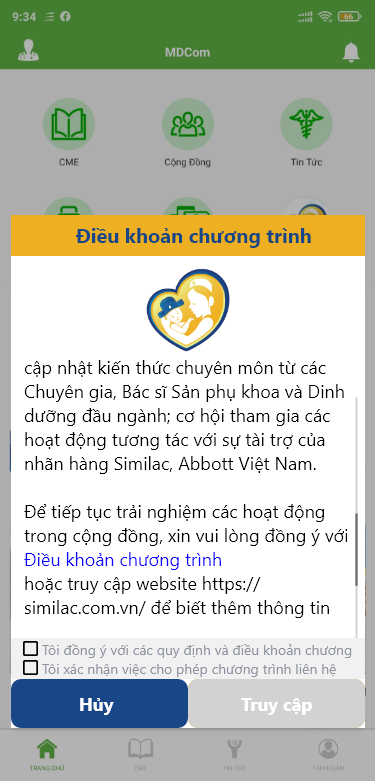 9:34
66
MDCom
CME
Cộng Đồng
Tin Tức
Điều khoản chương trình
cập nhật kiến thức chuyên môn từ các
Chuyên gia, Bác sĩ Sản phụ khoa và Dinh
dưỡng đầu ngành; cơ hội tham gia các
hoạt động tương tác với sự tài trợ của
nhãn hàng Similac, Abbott Việt Nam.
Để tiếp tục trải nghiệm các hoạt động
trong cộng đồng, xin vui lòng đồng ý với
Điều khoản chương trình
hoặc truy cập website https://
similac.com.vn/ để biết thêm thông tin
Tôi đồng ý với các quy định và điều khoản chương
Tôi xác nhận việc cho phép chương trình liên hệ
Hủy
Truy cập
TRANG CHỦ
CME
TIN TỨC
TÀI KHOẢN